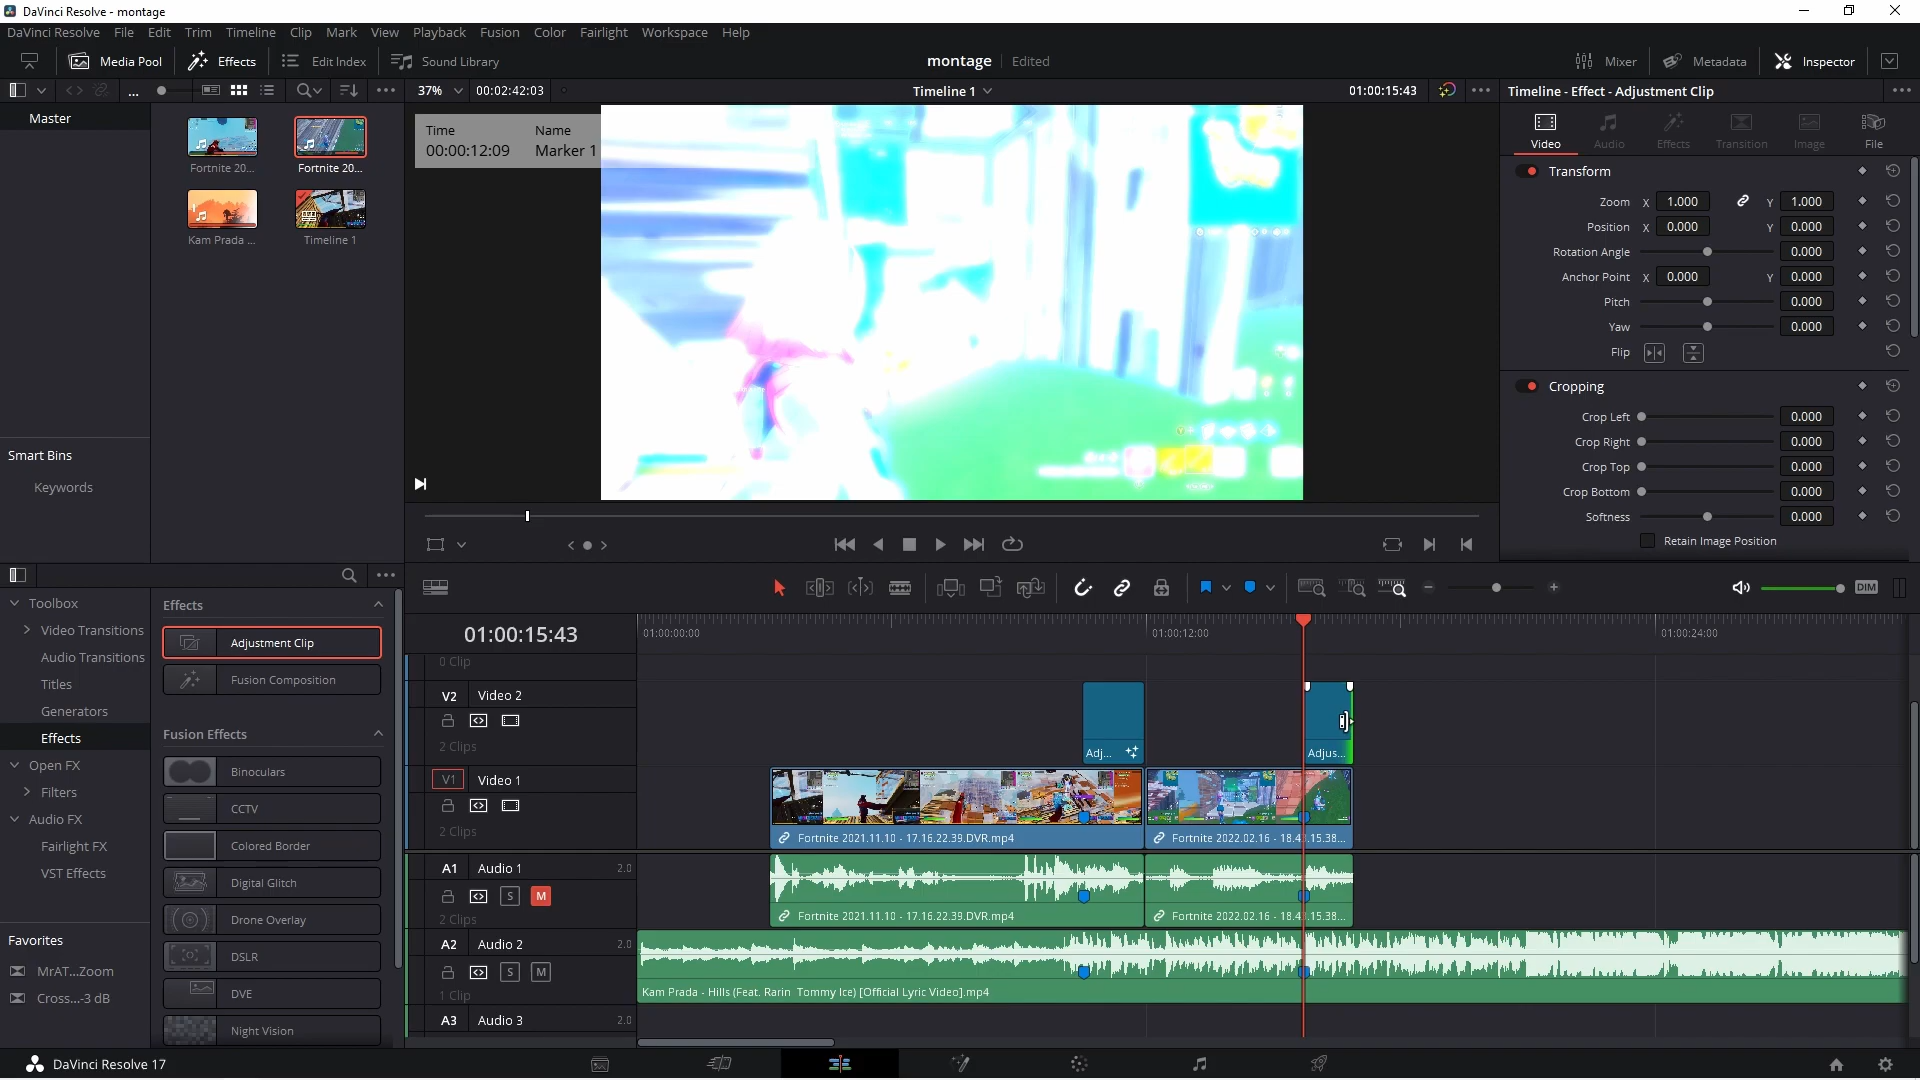 DaVinci Resolve - montage
DaVinci Resolve File Edit Trim Timeline Clip Mark View Playback Fusion Color Fairlight Workspace Help
Media Pool Effects Edit Index Sound Library montage Edited Mixer Metadata Inspector
37% 00:02:42:03 Timeline 1 01:00:15:43 Timeline - Effect - Adjustment Clip
Master
Fortnite 20...
Fortnite 20...
Kam Prada ...
Timeline 1
Smart Bins
Keywords
Time Name
00:00:12:09 Marker 1
Video Audio Effects Transition Image File
Transform
Zoom X 1.000 Y 1.000
Position X 0.000 Y 0.000
Rotation Angle 0.000
Anchor Point X 0.000 Y 0.000
Pitch 0.000
Yaw 0.000
Flip
Cropping
Crop Left 0.000
Crop Right 0.000
Crop Top 0.000
Crop Bottom 0.000
Softness 0.000
Retain Image Position
Toolbox
Video Transitions
Audio Transitions
Titles
Generators
Effects
Open FX
Filters
Audio FX
Fairlight FX
VST Effects
Favorites
MrAT...Zoom
Cross...-3 dB
Effects
Adjustment Clip
Fusion Composition
Fusion Effects
Binoculars
CCTV
Colored Border
Digital Glitch
Drone Overlay
DSLR
DVE
Night Vision
DIM
01:00:15:43
01:00:00:00 01:00:12:00 01:00:24:00
0 Clip
V2 Video 2
2 Clips
Adj...
Adjus...
V1 Video 1
2 Clips
Fortnite 2021.11.10 - 17.16.22.39.DVR.mp4
Fortnite 2022.02.16 - 18.43.15.38...
A1 Audio 1 2.0
S M
2 Clips
Fortnite 2021.11.10 - 17.16.22.39.DVR.mp4
Fortnite 2022.02.16 - 18.43.15.38...
A2 Audio 2 2.0
S M
1 Clip
Kam Prada - Hills (Feat. Rarin Tommy Ice) [Official Lyric Video].mp4
A3 Audio 3 2.0
DaVinci Resolve 17